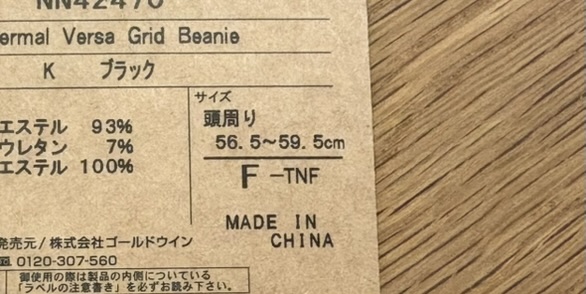 NN42470
ermal Versa Grid Beanie
K ブラック
サイズ
頭周り
56.5～59.5cm
F -TNF
エステル 93%
ウレタン 7%
エステル 100%
MADE IN
CHINA
発売元/株式会社ゴールドウイン
0120-307-560
御使用の際は製品の内側についている
「ラベルの注意書き」を必ずお読み下さい。